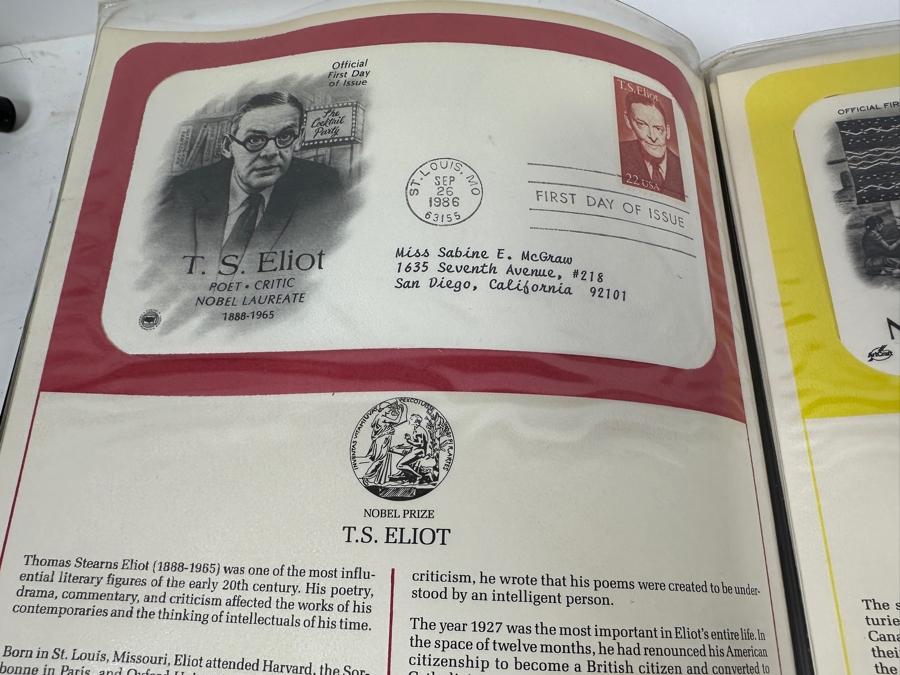 Official
First Day
of Issue
The
Cocktail
Party
T. S. Eliot
POET • CRITIC
NOBEL LAUREATE
1888-1965
ST. LOUIS, MO
SEP
26
1986
63155
T.S. Eliot
22 USA
FIRST DAY OF ISSUE
Miss Sabine E. McGraw
1635 Seventh Avenue, #218
San Diego, California 92101
NOBEL PRIZE
T.S. ELIOT
Thomas Stearns Eliot (1888-1965) was one of the most influ-
ential literary figures of the early 20th century. His poetry,
drama, commentary, and criticism affected the works of his
contemporaries and the thinking of intellectuals of his time.
Born in St. Louis, Missouri, Eliot attended Harvard, the Sor-
bonne in Paris, and Oxford
criticism, he wrote that his poems were created to be under-
stood by an intelligent person.
The year 1927 was the most important in Eliot's entire life. In
the space of twelve months, he had renounced his American
citizenship to become a British citizen and converted to
OFFICIAL FIR
The s
turie
Cana
thei
the